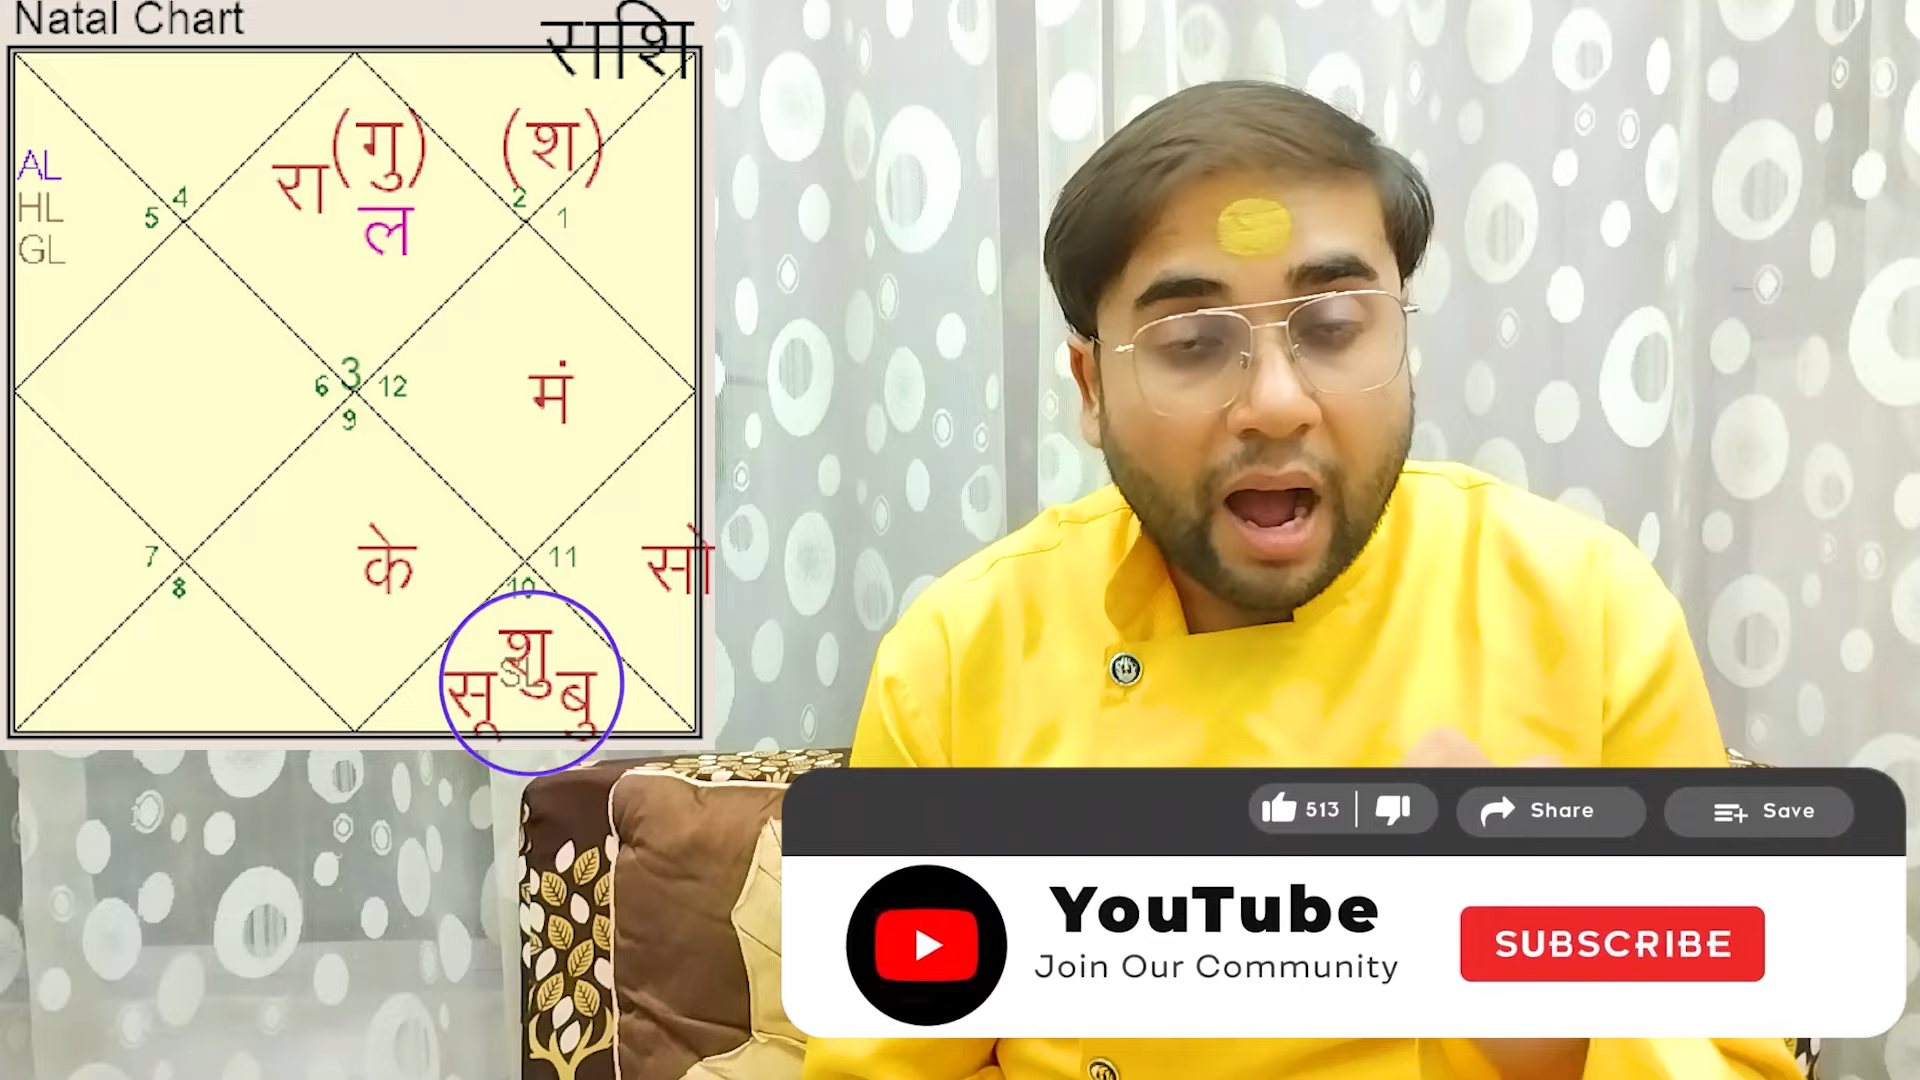 Natal Chart
राशि
(गु)
(श)
रा
ल
AL
HL
GL
4
5
2
1
3
6
12
9
मं
के
7
8
11
10
सो
शु
सू
SL
बु
513
Share
Save
YouTube
Join Our Community
SUBSCRIBE